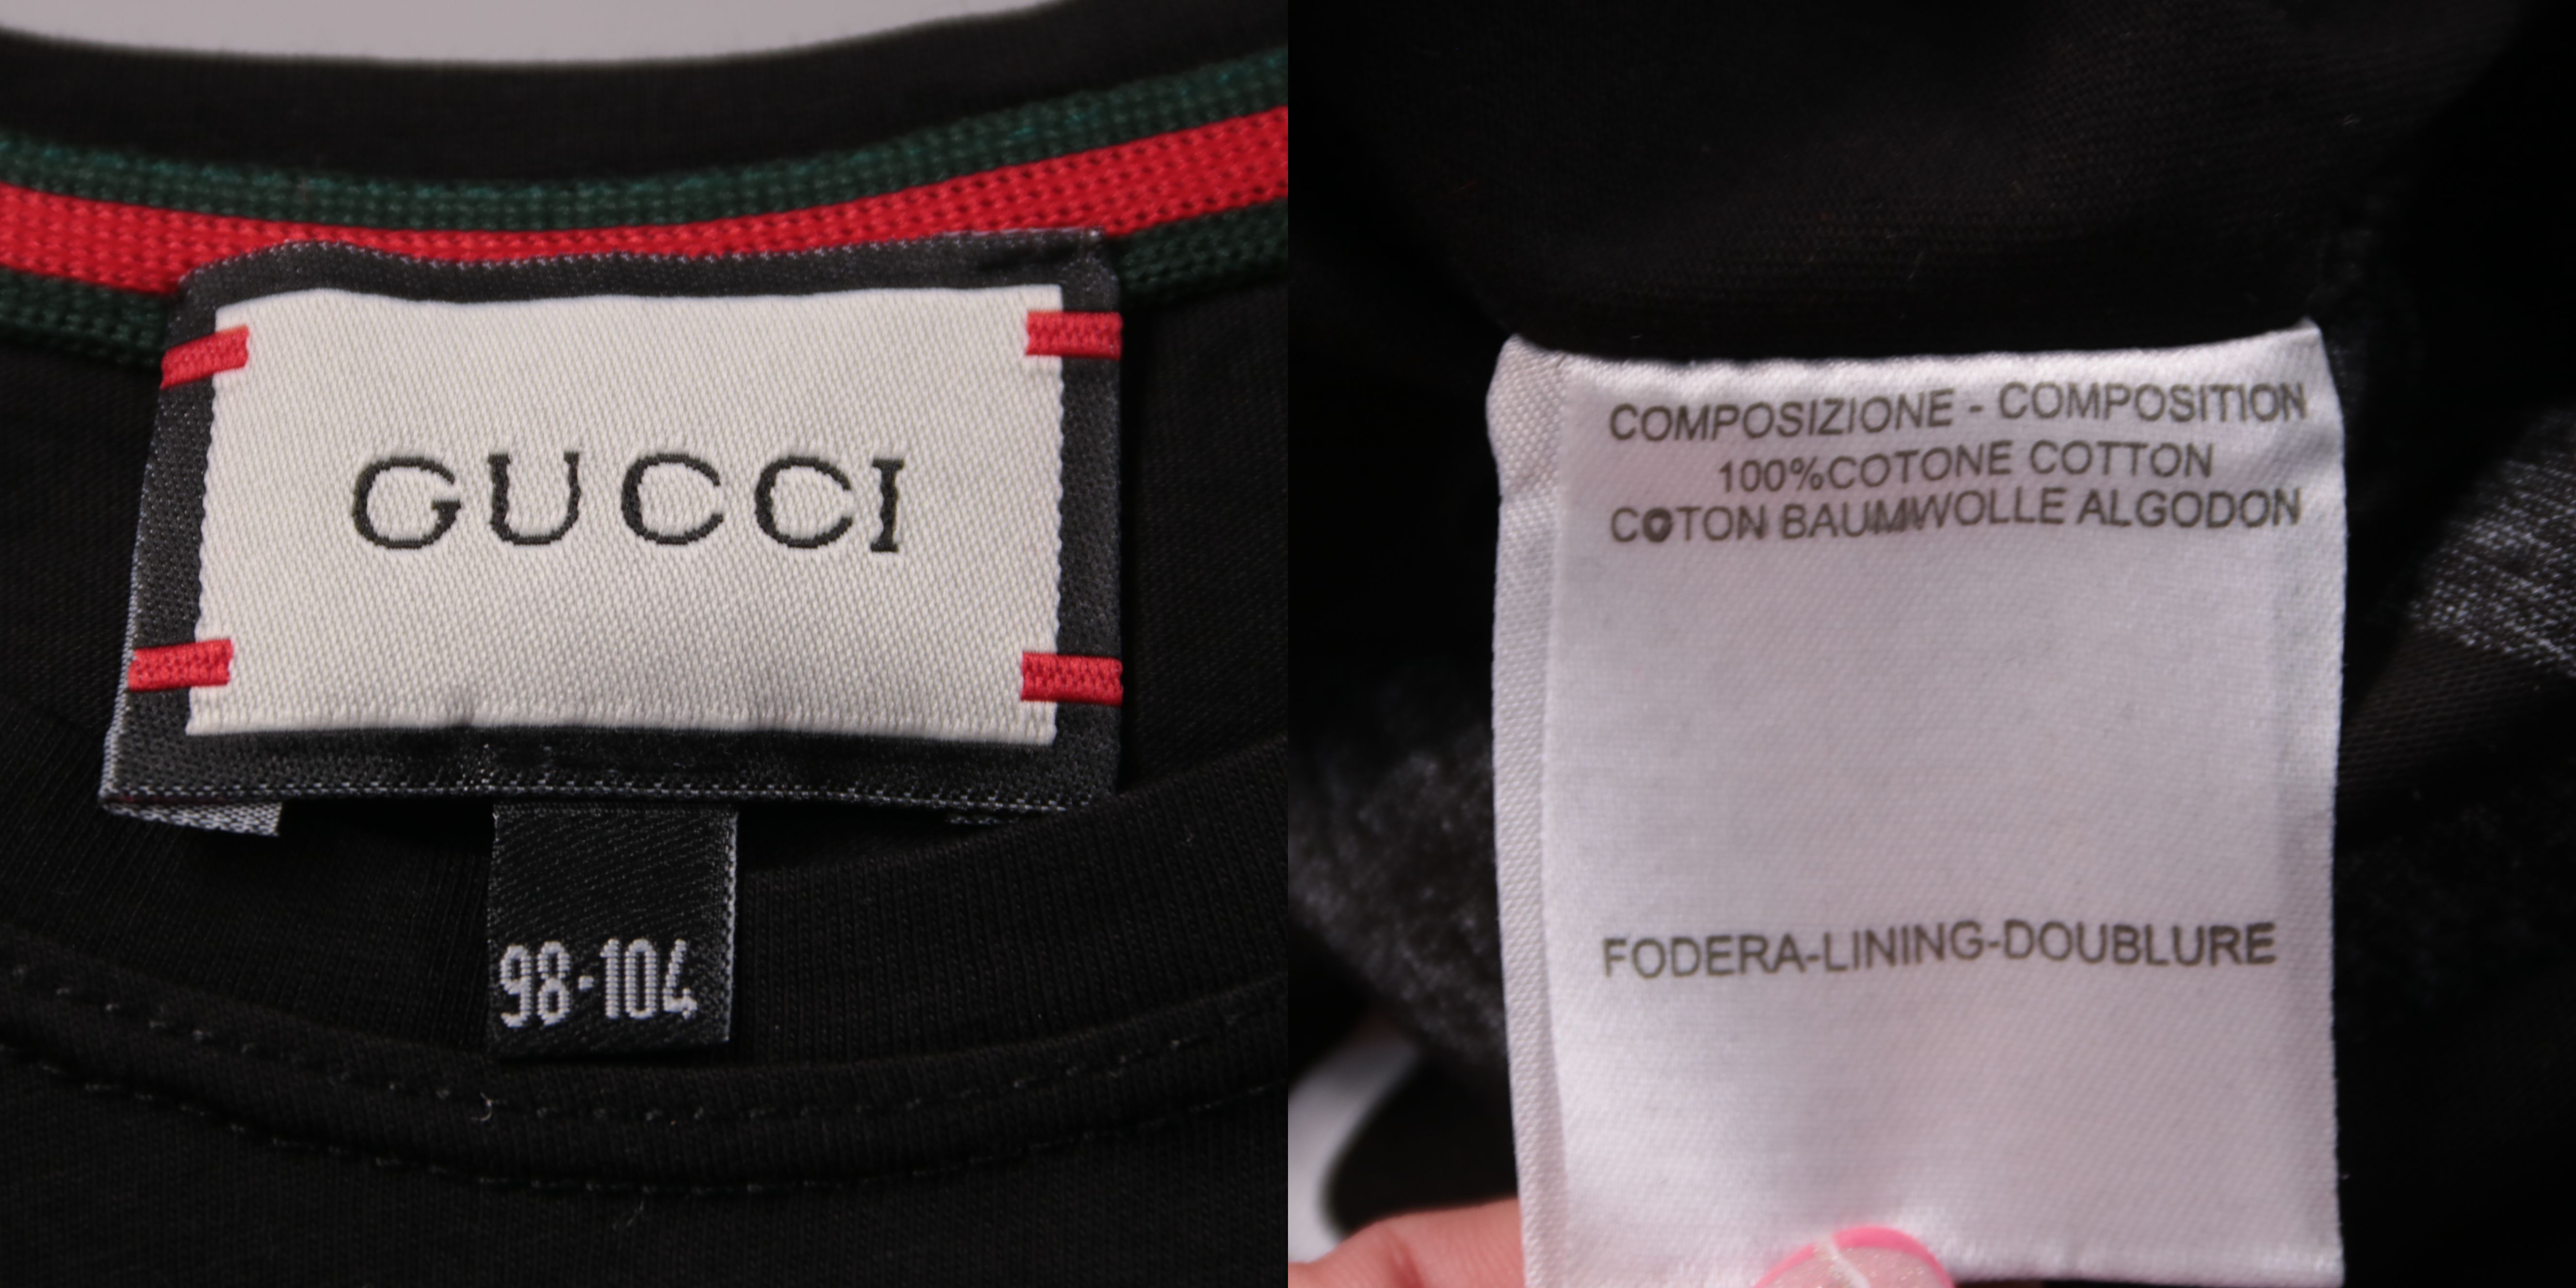 GUCCI
98-104
COMPOSIZIONE - COMPOSITION
100%COTONE COTTON
COTON BAUMWOLLE ALGODON
FODERA-LINING-DOUBLURE